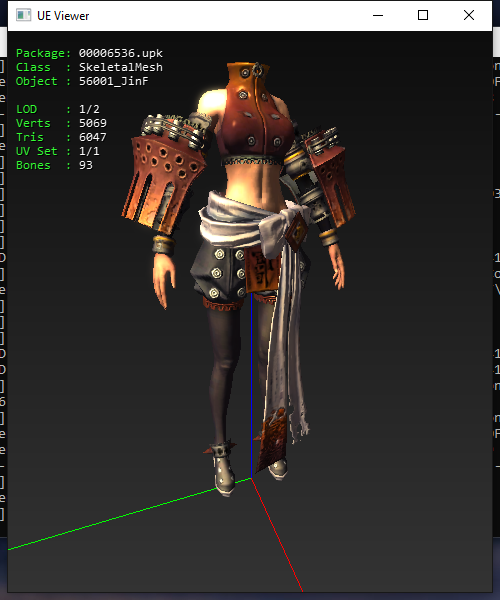 UE Viewer
Package: 00006536.upk
Class : SkeletalMesh
Object : 56001_JinF
LOD : 1/2
Verts : 5069
Tris : 6047
UV Set : 1/1
Bones : 93